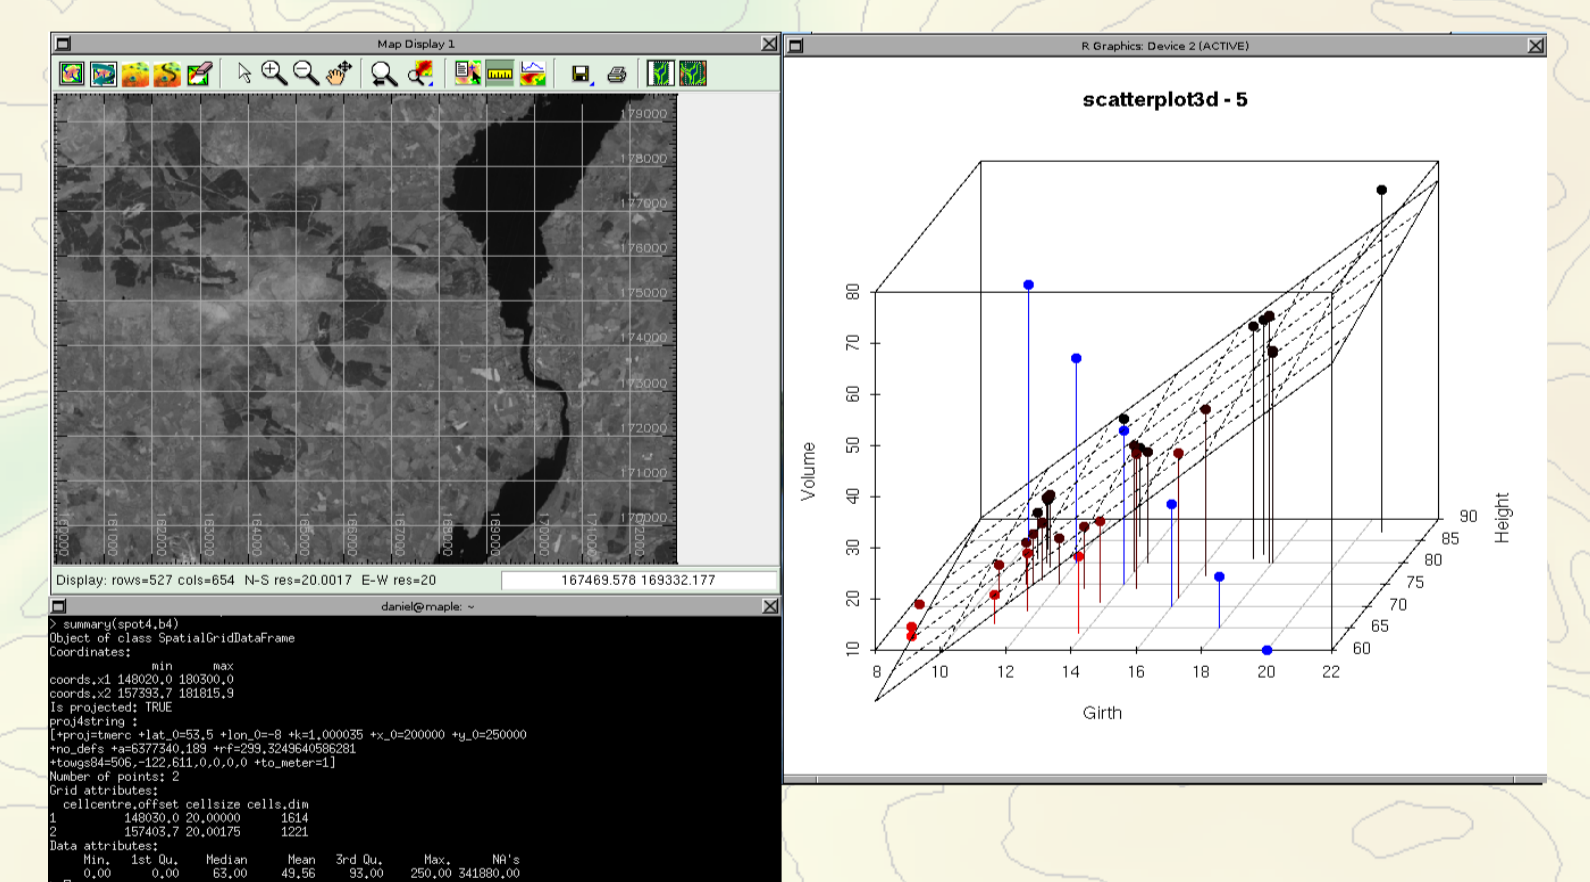 Map Display 1
179000
178000
177000
176000
175000
174000
173000
172000
171000
170000
161000
162000
163000
164000
169000
Display: rows=527 cols=654 N-S res=20.0017 E-W res=20
167469.578 169332.177
daniel@maple: ~
> summary(spot4.b4)
Object of class SpatialGridDataFrame
Coordinates:
min max
coords.x1 148020.0 180300.0
coords.x2 157393.7 181815.9
Is projected: TRUE
proj4string :
[+proj=tmerc +lat_0=53.5 +lon_0=-8 +k=1.000035 +x_0=200000 +y_0=250000
+no_defs +a=6377340.189 +rf=299.3249640586281
+towgs84=506,-122,611,0,0,0,0 +to_meter=1]
Number of points: 2
Grid attributes:
cellcentre.offset cellsize cells.dim
1 148030.0 20.00000 1614
2 157403.7 20.00175 1221
Data attributes:
Min. 1st Qu. Median Mean 3rd Qu. Max. NA's
0.00 0.00 63.00 49.56 93.00 250.00 341880.00
R Graphics: Device 2 (ACTIVE)
scatterplot3d - 5
Volume
80
70
60
50
40
30
20
10
8 10 12 14 16 18 20 22
Girth
60
65
70
75
80
85
90
Height